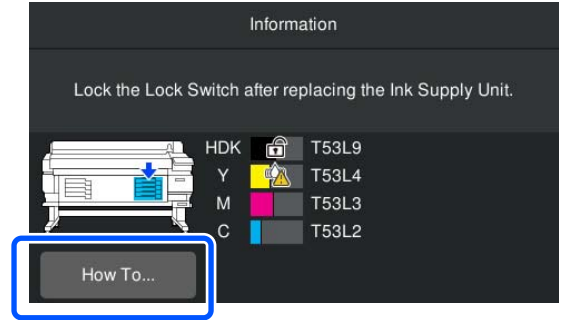 Information
Lock the Lock Switch after replacing the Ink Supply Unit.
HDK T53L9
Y T53L4
M T53L3
C T53L2
How To...